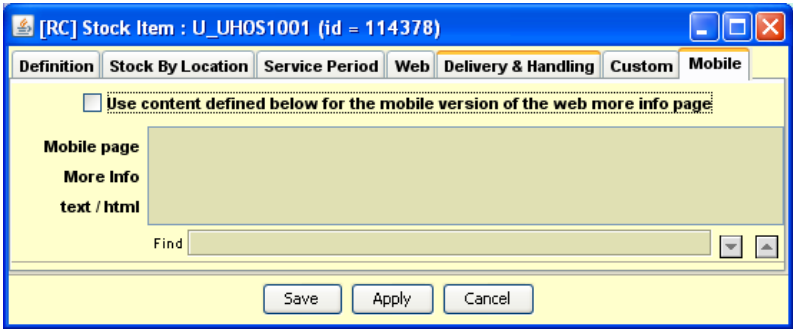 [RC] Stock Item : U_UHOS1001 (id = 114378)
Definition Stock By Location Service Period Web Delivery & Handling Custom Mobile
Use content defined below for the mobile version of the web more info page
Mobile page
More Info
text / html
Find
Save Apply Cancel